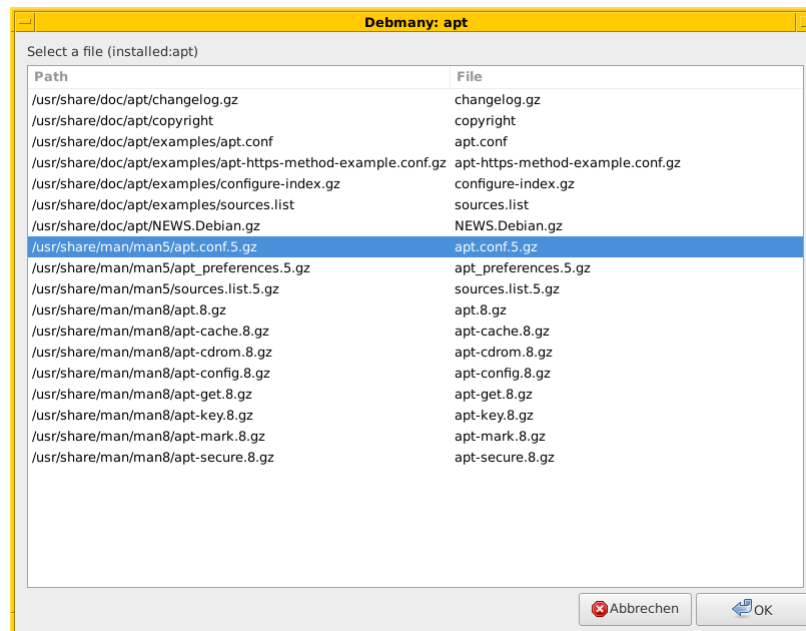 Debmany: apt
Select a file (installed:apt)
Path File
/usr/share/doc/apt/changelog.gz changelog.gz
/usr/share/doc/apt/copyright copyright
/usr/share/doc/apt/examples/apt.conf apt.conf
/usr/share/doc/apt/examples/apt-https-method-example.conf.gz apt-https-method-example.conf.gz
/usr/share/doc/apt/examples/configure-index.gz configure-index.gz
/usr/share/doc/apt/examples/sources.list sources.list
/usr/share/doc/apt/NEWS.Debian.gz NEWS.Debian.gz
/usr/share/man/man5/apt.conf.5.gz apt.conf.5.gz
/usr/share/man/man5/apt_preferences.5.gz apt_preferences.5.gz
/usr/share/man/man5/sources.list.5.gz sources.list.5.gz
/usr/share/man/man8/apt.8.gz apt.8.gz
/usr/share/man/man8/apt-cache.8.gz apt-cache.8.gz
/usr/share/man/man8/apt-cdrom.8.gz apt-cdrom.8.gz
/usr/share/man/man8/apt-config.8.gz apt-config.8.gz
/usr/share/man/man8/apt-get.8.gz apt-get.8.gz
/usr/share/man/man8/apt-key.8.gz apt-key.8.gz
/usr/share/man/man8/apt-mark.8.gz apt-mark.8.gz
/usr/share/man/man8/apt-secure.8.gz apt-secure.8.gz
Abbrechen OK